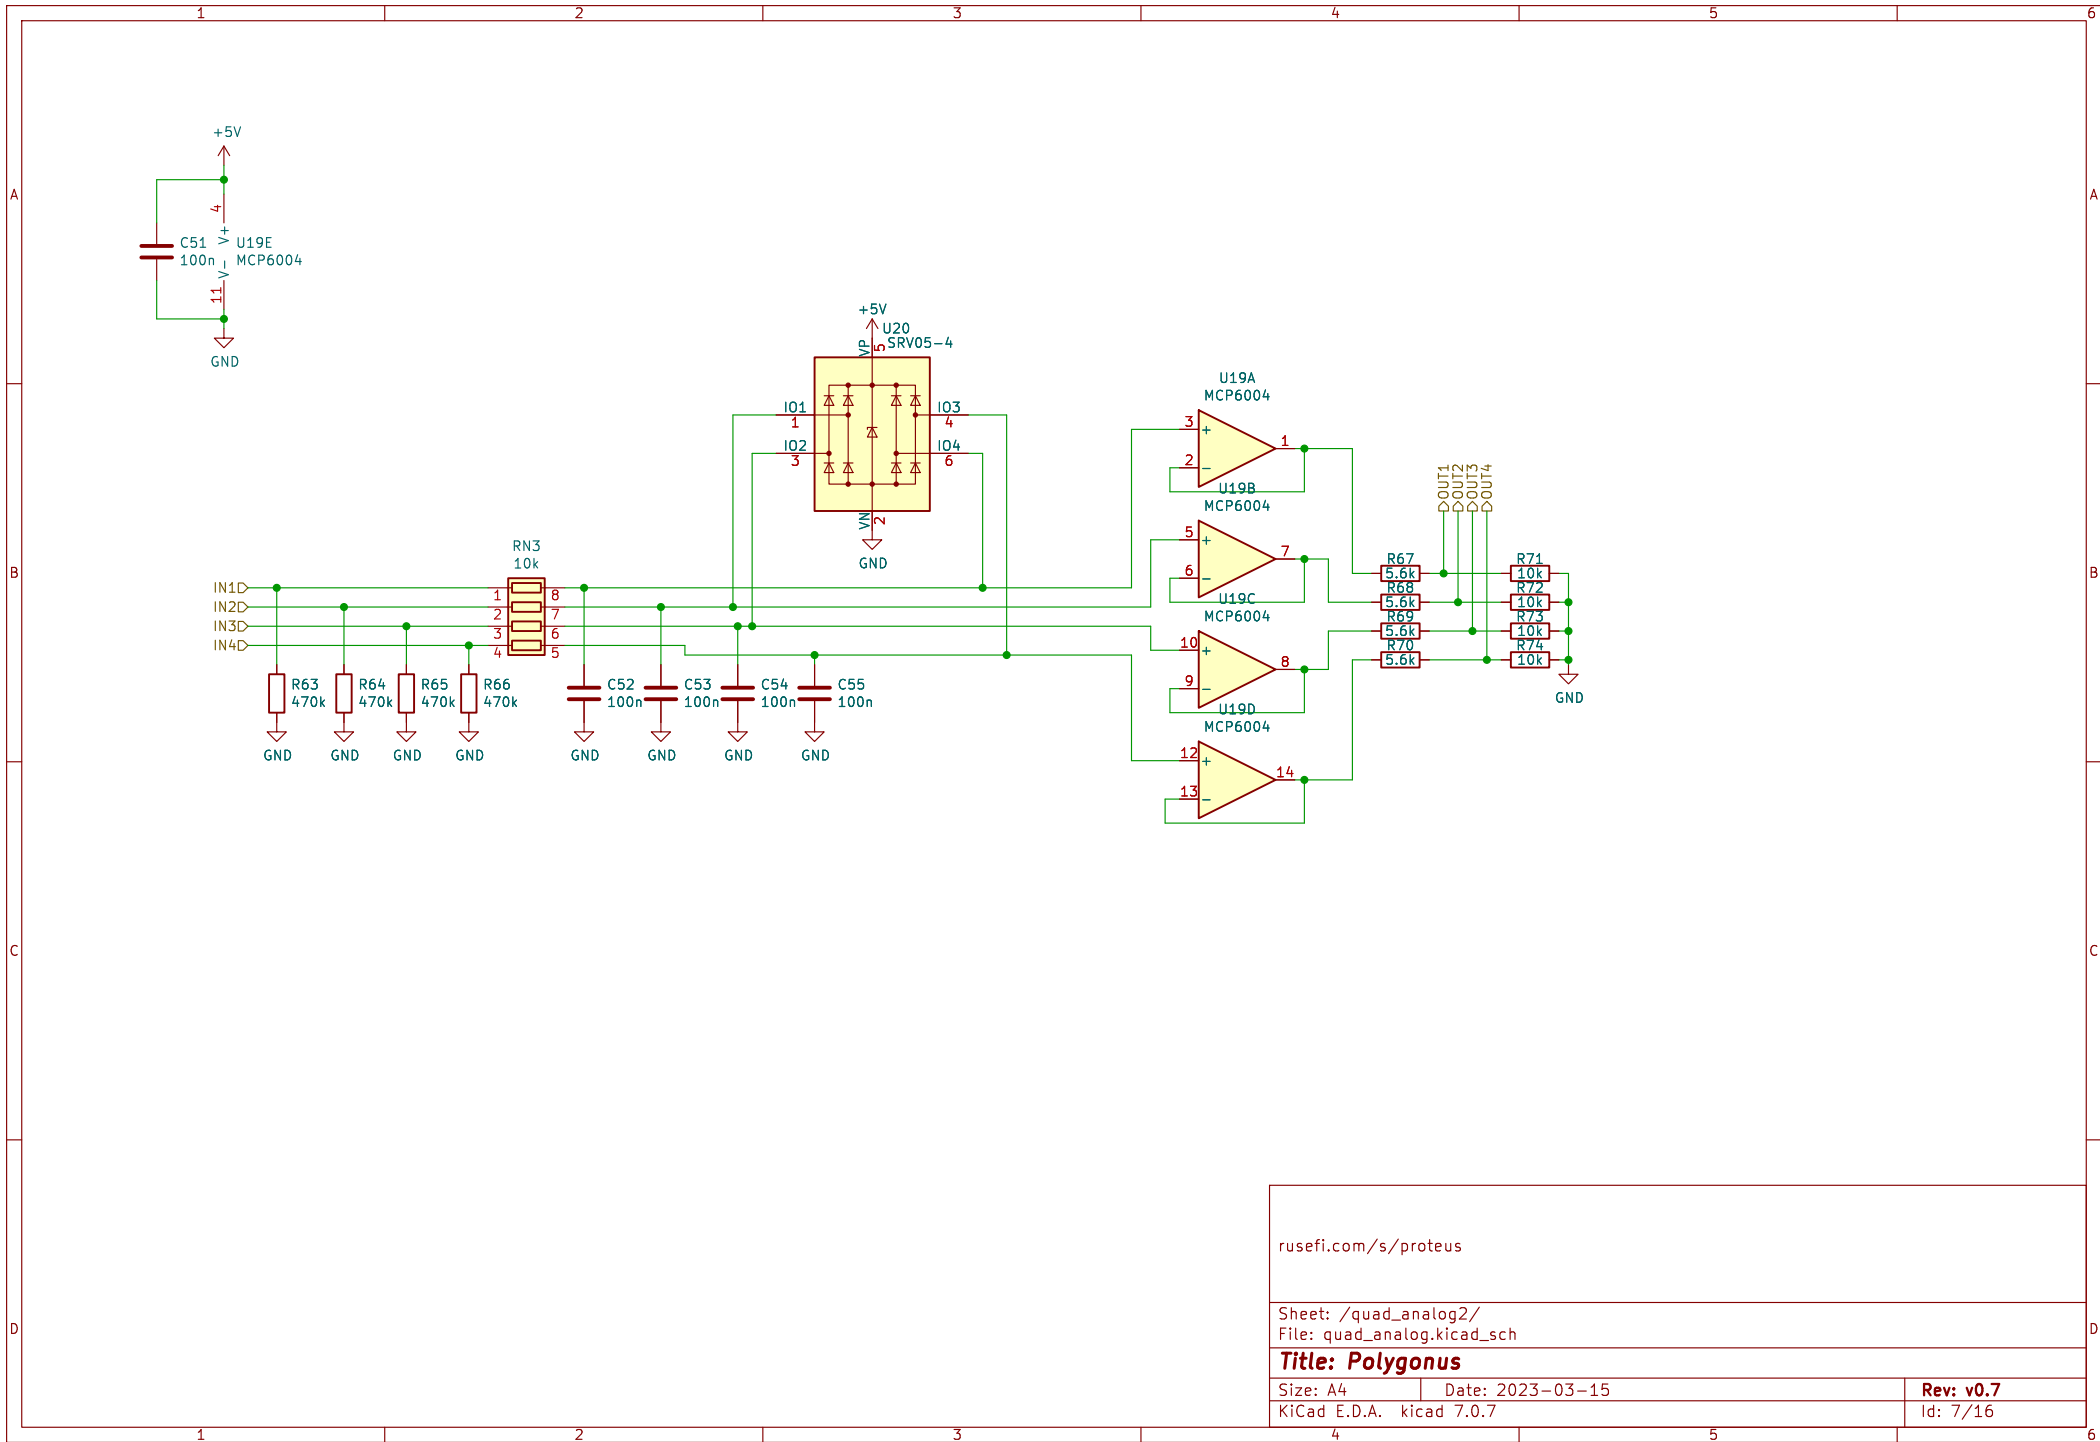 1 2 3 4 5 6
A A
B B
C C
D D
+5V
4
V+
C51
100n
U19E
MCP6004
V-
11
GND
+5V
U20
SRV05-4
VP
5
IO1
1
IO2
3
IO3
4
IO4
6
VN
2
GND
RN3
10k
IN1
IN2
IN3
IN4
1 8
2 7
3 6
4 5
R63
470k
R64
470k
R65
470k
R66
470k
C52
100n
C53
100n
C54
100n
C55
100n
GND GND GND GND GND GND GND GND
U19A
MCP6004
3 +
2 -
1
U19B
MCP6004
5 +
6 -
7
U19C
MCP6004
10 +
9 -
8
U19D
MCP6004
12 +
13 -
14
OUT1
OUT2
OUT3
OUT4
R67
5.6k
R68
5.6k
R69
5.6k
R70
5.6k
R71
10k
R72
10k
R73
10k
R74
10k
GND
rusefi.com/s/proteus
Sheet: /quad_analog2/
File: quad_analog.kicad_sch
Title: Polygonus
Size: A4 Date: 2023-03-15 Rev: v0.7
KiCad E.D.A. kicad 7.0.7 Id: 7/16
1 2 3 4 5 6